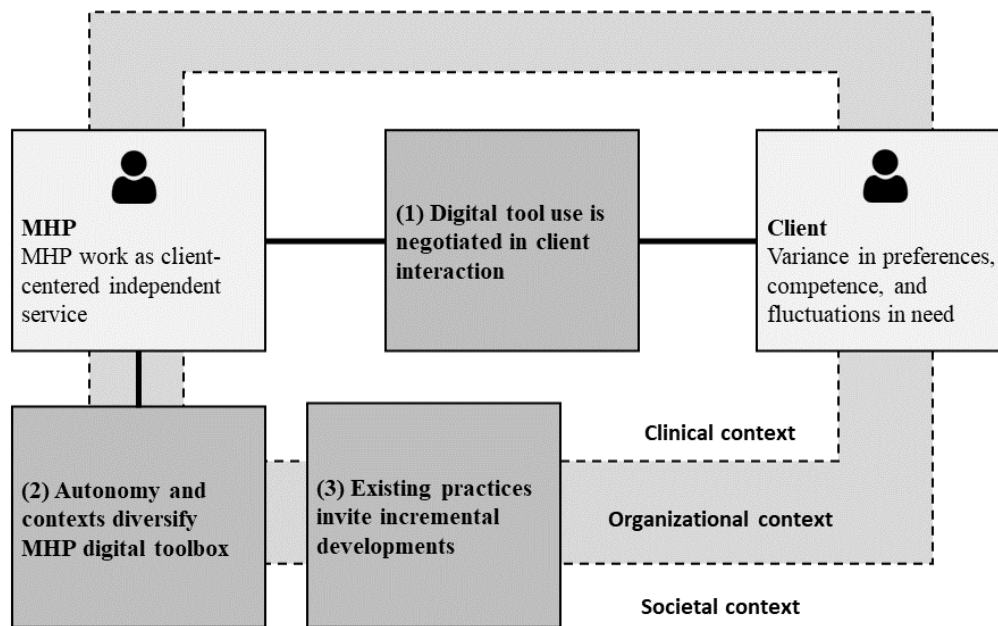 MHP
MHP work as client-
centered independent
service
(1) Digital tool use is
negotiated in client
interaction
Client
Variance in preferences,
competence, and
fluctuations in need
(2) Autonomy and
contexts diversify
MHP digital toolbox
(3) Existing practices
invite incremental
developments
Clinical context
Organizational context
Societal context